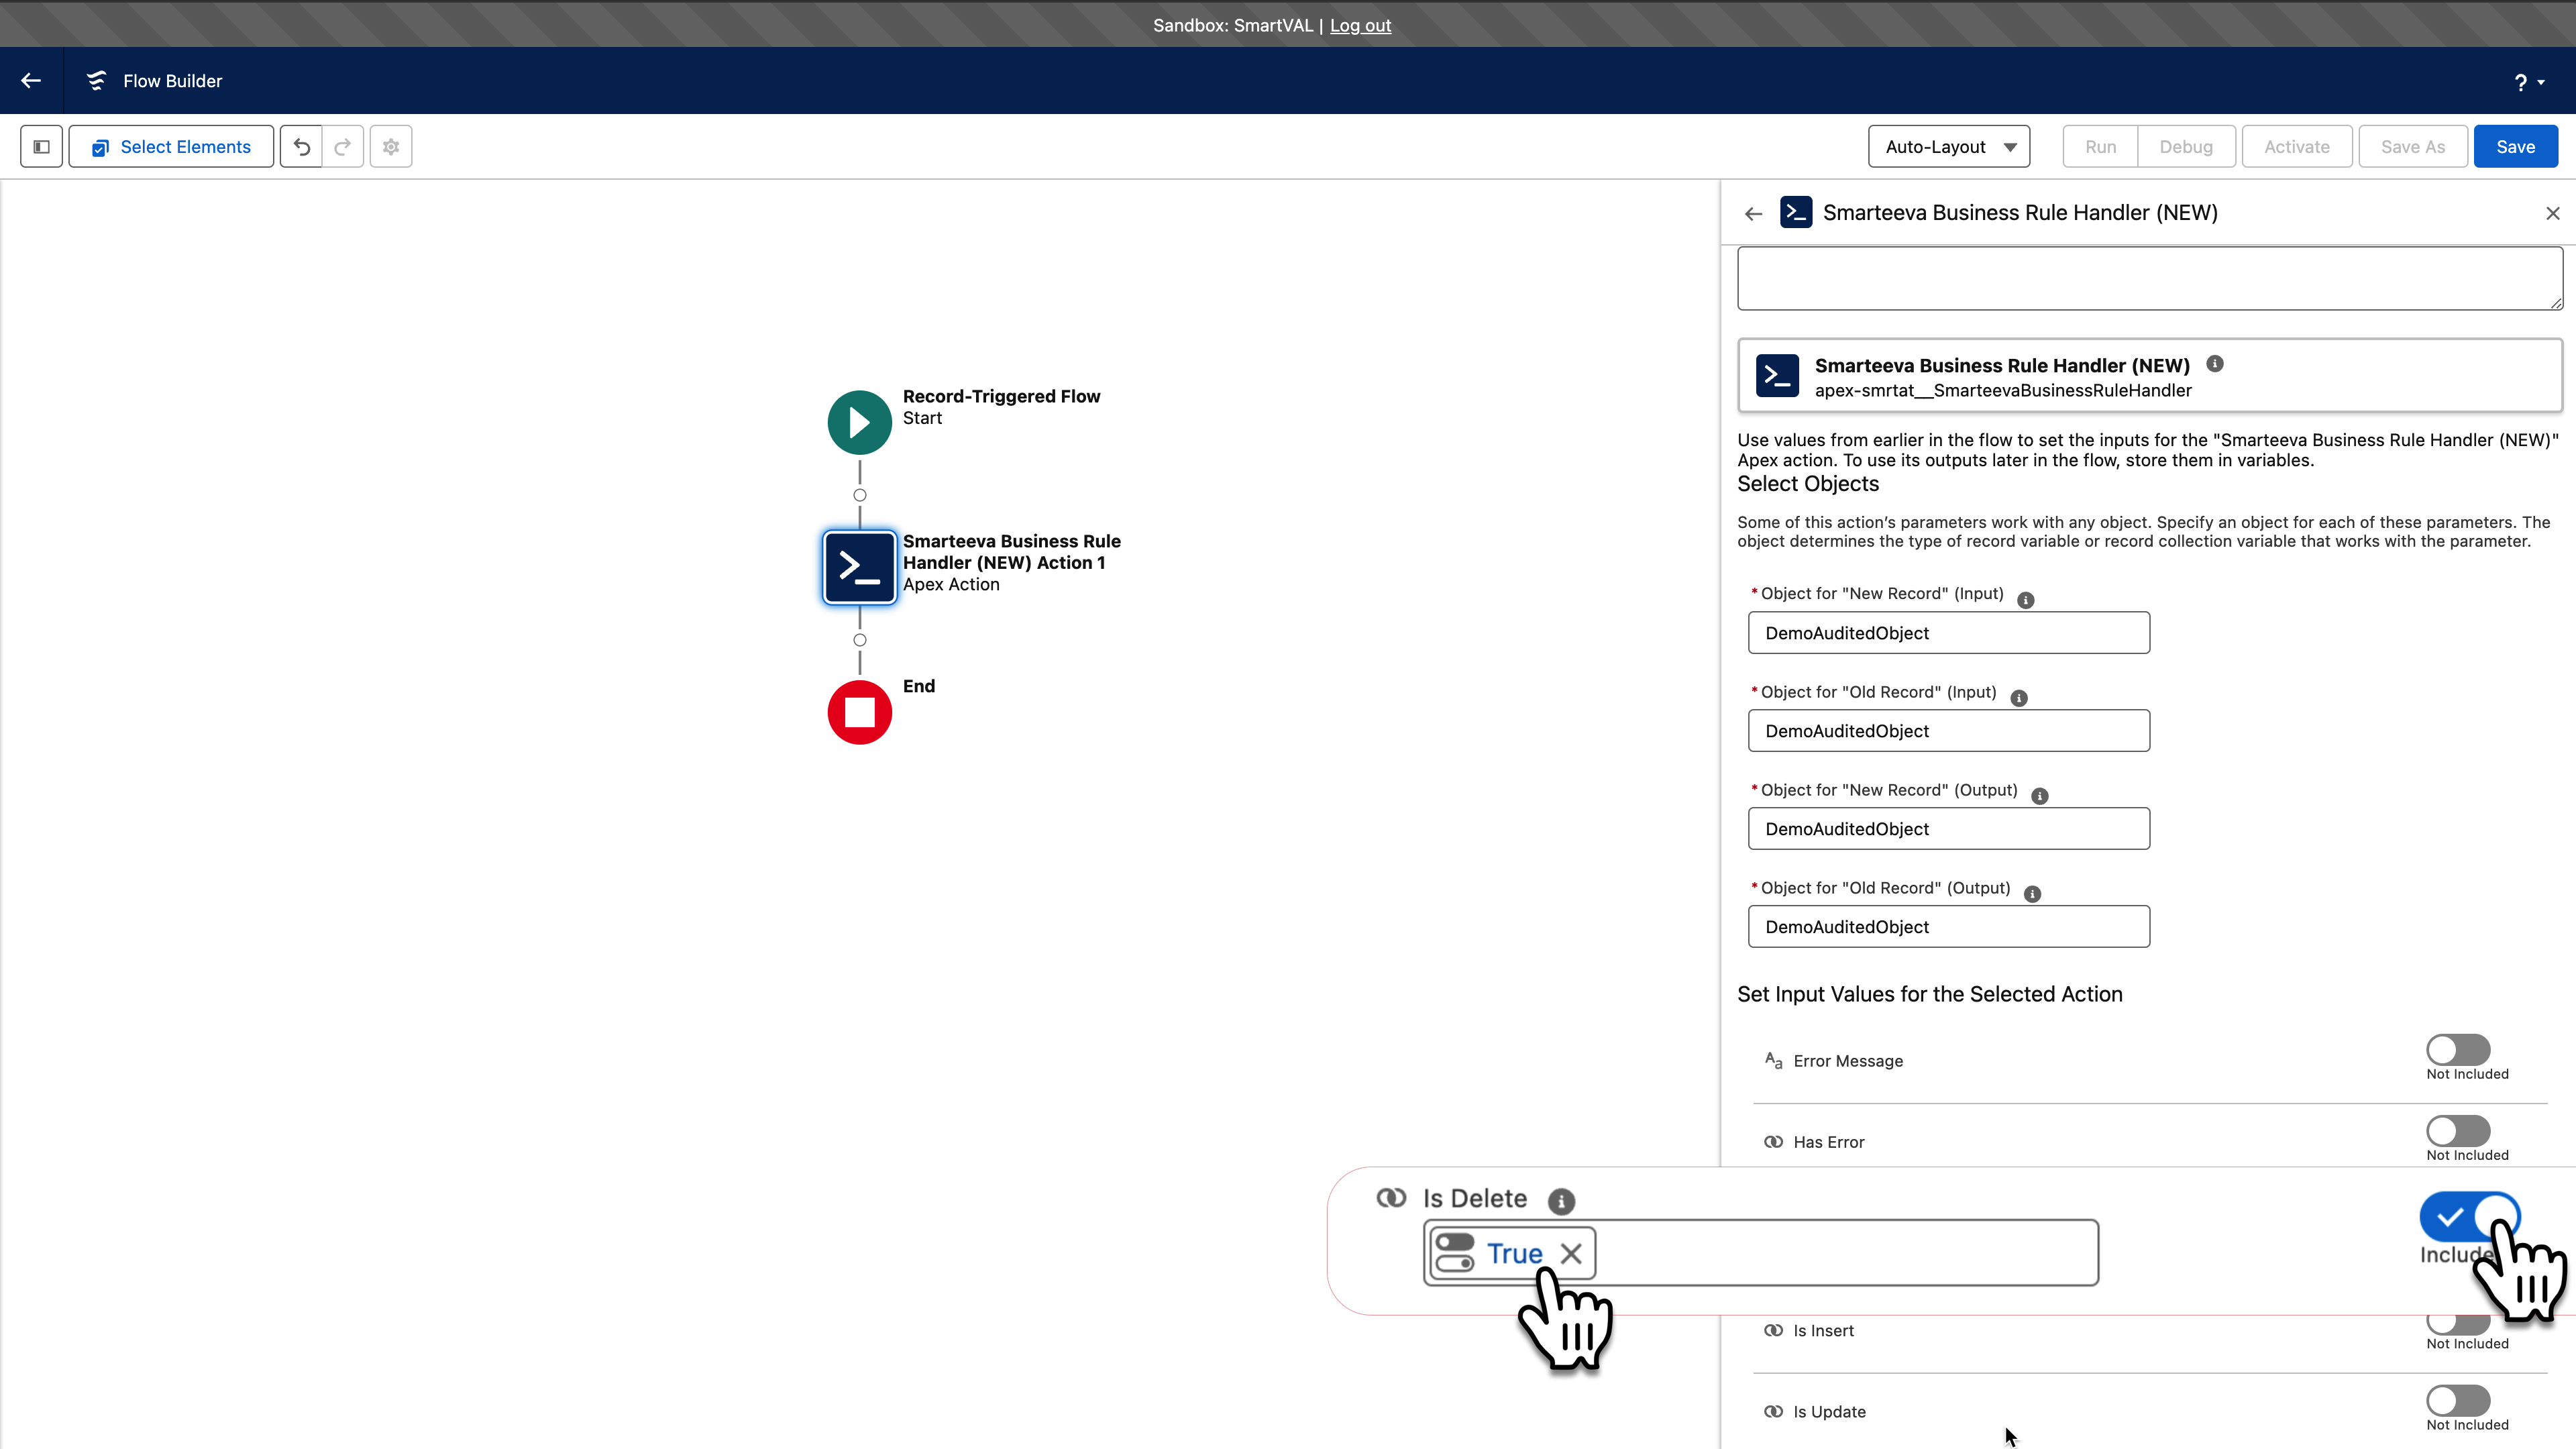 Sandbox: SmartVAL | Log out
Flow Builder
?
Select Elements
Auto-Layout
Run
Debug
Activate
Save As
Save
Record-Triggered Flow
Start
Smarteeva Business Rule
Handler (NEW) Action 1
Apex Action
End
Smarteeva Business Rule Handler (NEW)
Smarteeva Business Rule Handler (NEW)
apex-smrtat__SmarteevaBusinessRuleHandler
Use values from earlier in the flow to set the inputs for the "Smarteeva Business Rule Handler (NEW)"
Apex action. To use its outputs later in the flow, store them in variables.
Select Objects
Some of this action's parameters work with any object. Specify an object for each of these parameters. The
object determines the type of record variable or record collection variable that works with the parameter.
* Object for "New Record" (Input)
DemoAuditedObject
* Object for "Old Record" (Input)
DemoAuditedObject
* Object for "New Record" (Output)
DemoAuditedObject
* Object for "Old Record" (Output)
DemoAuditedObject
Set Input Values for the Selected Action
Aa Error Message
Not Included
Has Error
Not Included
Is Delete
True
Is Insert
Not Included
Is Update
Not Included